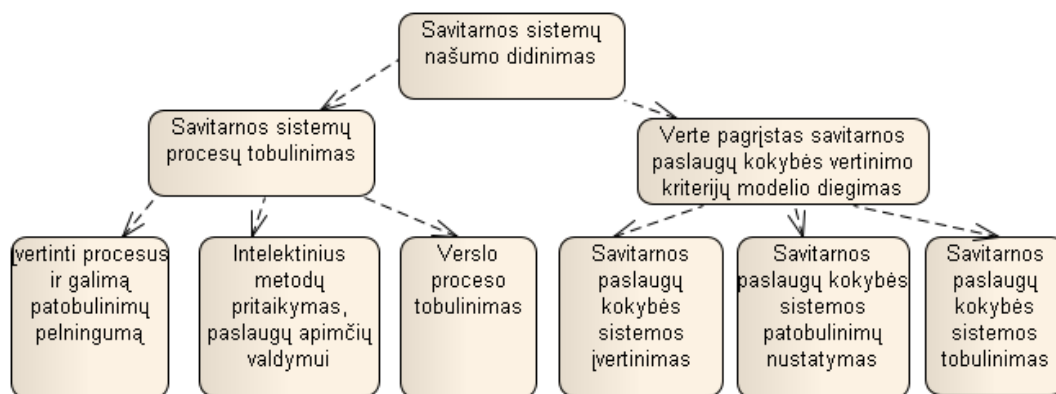 Savitarnos sistemų
našumo didinimas
Savitarnos sistemų
procesų tobulinimas
Verte pagrįstas savitarnos
paslaugų kokybės vertinimo
kriterijų modelio diegimas
Įvertinti procesus
ir galimą
patobulinimų
pelningumą
Intelektinius
metodų
pritaikymas,
paslaugų apimčių
valdymui
Verslo
proceso
tobulinimas
Savitarnos
paslaugų
kokybės
sistemos
įvertinimas
Savitarnos
paslaugų kokybės
sistemos
patobulinimų
nustatymas
Savitarnos
paslaugų
kokybės
sistemos
tobulinimas